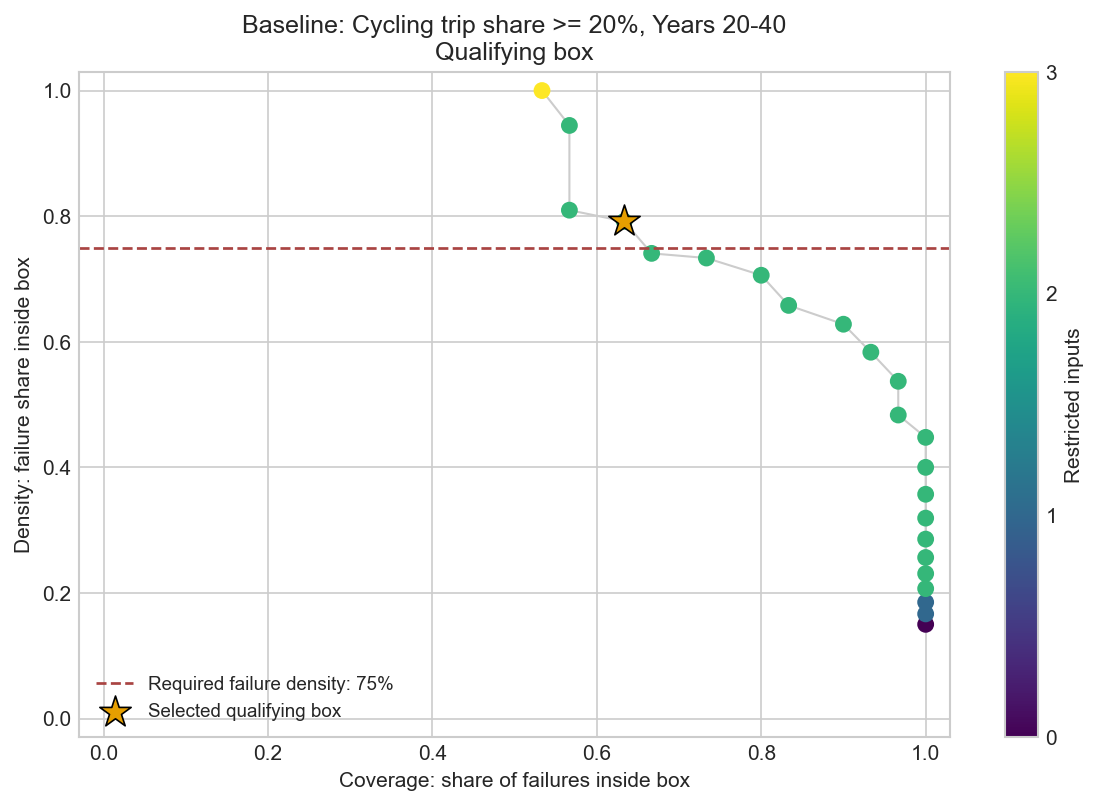 Baseline: Cycling trip share >= 20%, Years 20-40
Qualifying box
1.0
0.8
0.6
0.4
0.2
0.0
Density: failure share inside box
Required failure density: 75%
Selected qualifying box
0.0
0.2
0.4
0.6
0.8
1.0
Coverage: share of failures inside box
3
2
1
0
Restricted inputs